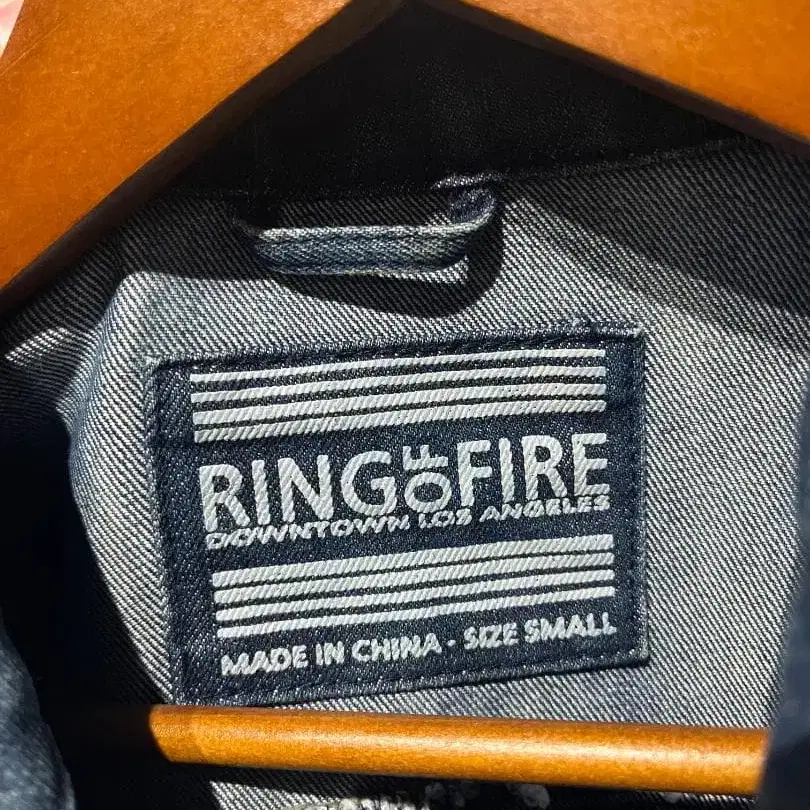 RING OF FIRE
DOWNTOWN LOS ANGELES
MADE IN CHINA - SIZE SMALL